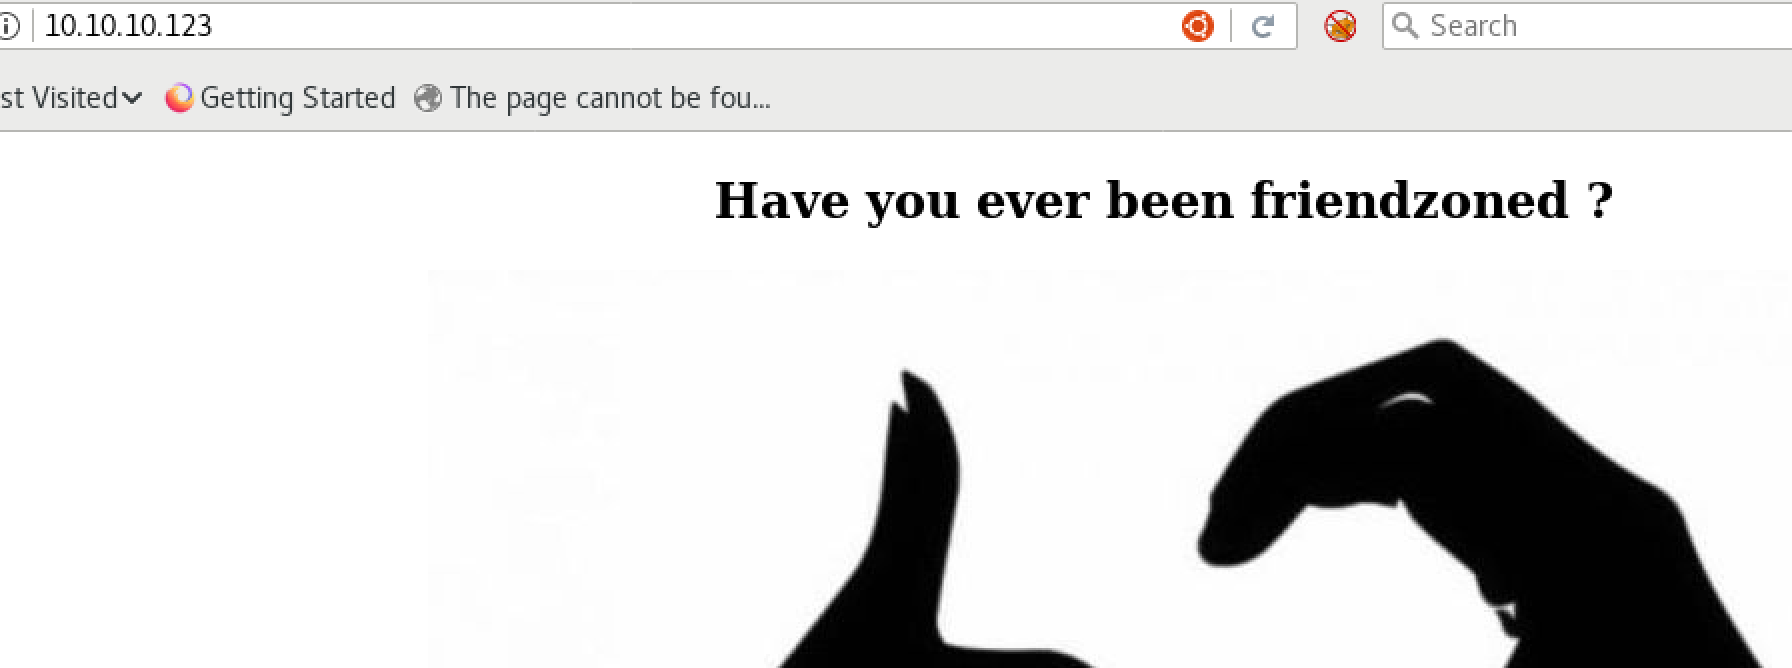 10.10.10.123 Search
st Visited Getting Started The page cannot be fou...
Have you ever been friendzoned ?